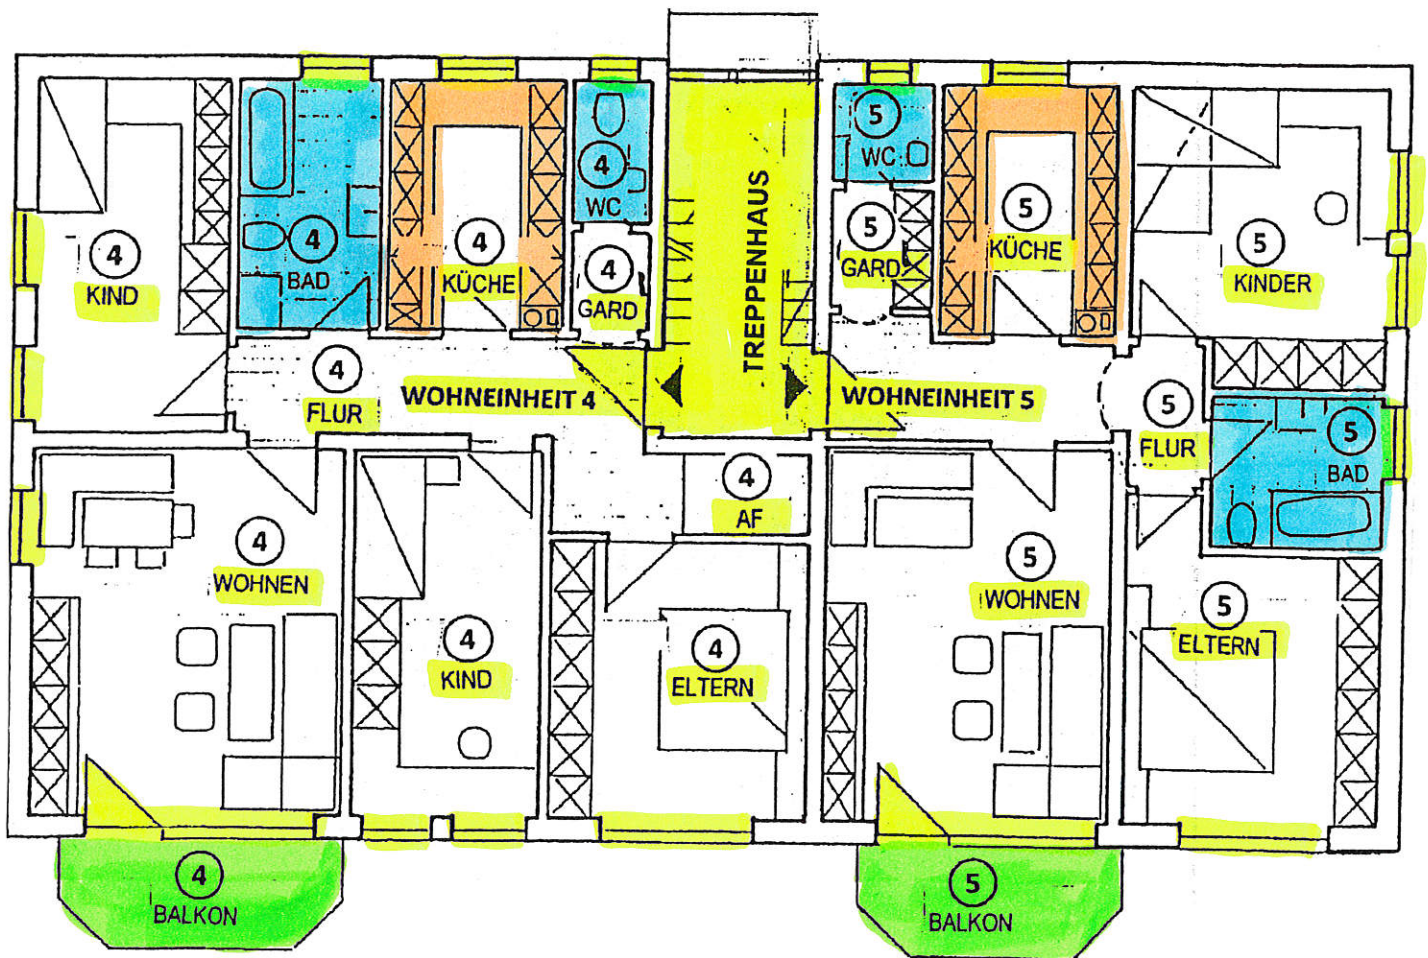 4
KIND
4
BAD
4
KÜCHE
4
WC
4
GARD
TREPPENHAUS
5
WC
5
GARD
5
KÜCHE
5
KINDER
4
FLUR
WOHNEINHEIT 4
WOHNEINHEIT 5
5
FLUR
5
BAD
4
WOHNEN
4
KIND
4
AF
4
ELTERN
5
WOHNEN
5
ELTERN
4
BALKON
5
BALKON